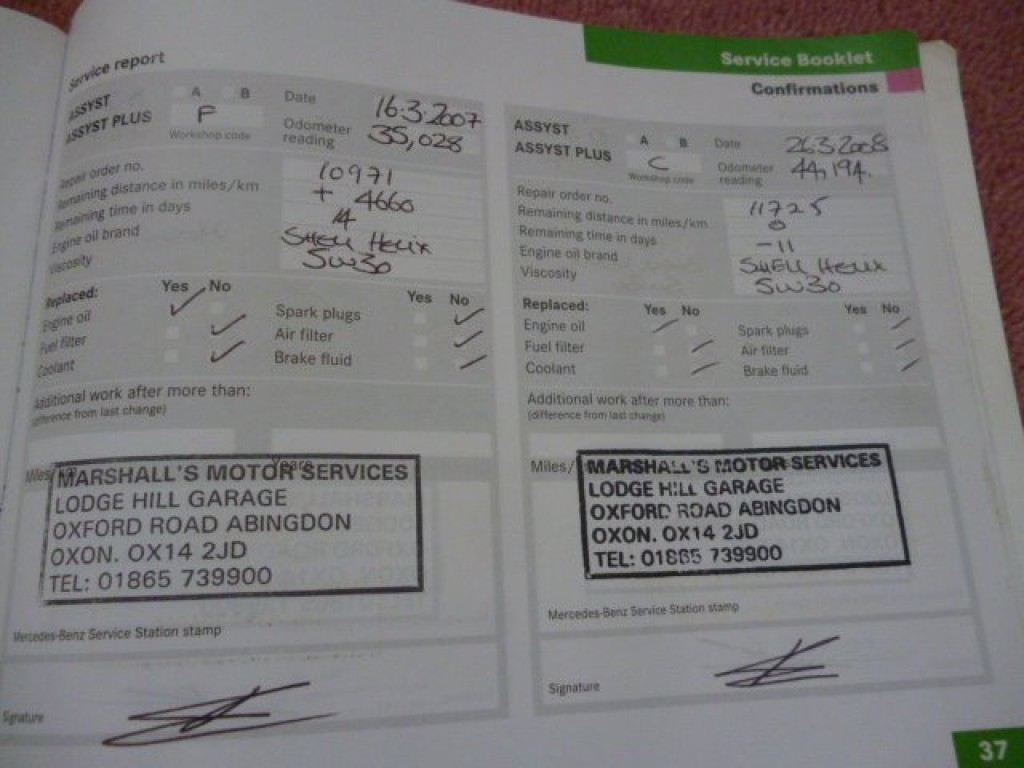 Service Booklet
Confirmations
Service report
ASSYST A B Date 16.3.2007
ASSYST PLUS F Odometer reading 35,028
Workshop code
Repair order no. 10971
Remaining distance in miles/km + 4660
Remaining time in days 14
Engine oil brand SHELL HELIX
Viscosity 5W30
Replaced: Yes No Yes No
Engine oil Spark plugs
Fuel filter Air filter
Coolant Brake fluid
Additional work after more than:
(difference from last change)
Miles/km Years
MARSHALL'S MOTOR SERVICES
LODGE HILL GARAGE
OXFORD ROAD ABINGDON
OXON. OX14 2JD
TEL: 01865 739900
Mercedes-Benz Service Station stamp
Signature
ASSYST A B Date 26.3.2008
ASSYST PLUS C Odometer reading 44,194.
Workshop code
Repair order no. 11725
Remaining distance in miles/km 0
Remaining time in days -11
Engine oil brand SHELL HELIX
Viscosity 5W30
Replaced: Yes No Yes No
Engine oil Spark plugs
Fuel filter Air filter
Coolant Brake fluid
Additional work after more than:
(difference from last change)
Miles/
MARSHALL'S MOTOR SERVICES
LODGE HILL GARAGE
OXFORD ROAD ABINGDON
OXON. OX14 2JD
TEL: 01865 739900
Mercedes-Benz Service Station stamp
Signature
37